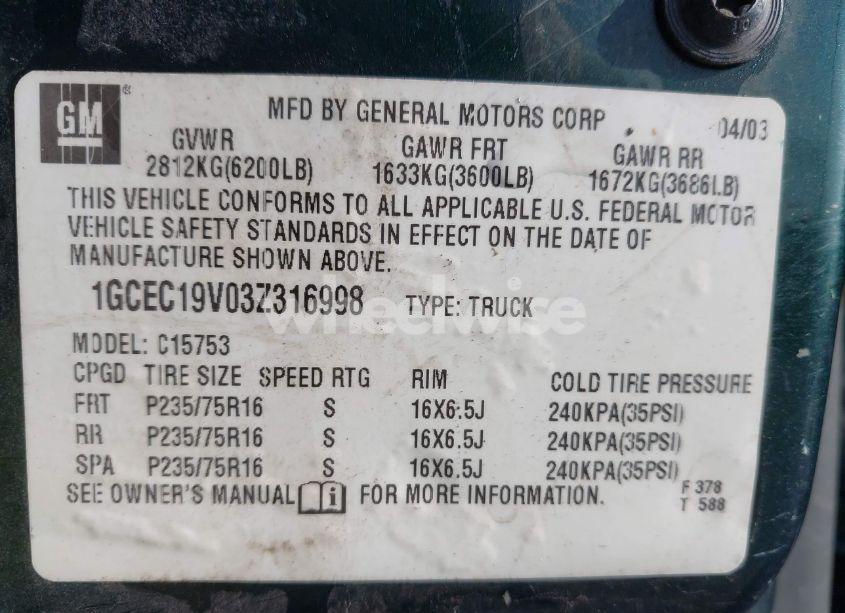 GM®
MFD BY GENERAL MOTORS CORP 04/03
GVWR GAWR FRT GAWR RR
2812KG(6200LB) 1633KG(3600LB) 1672KG(3686LB)
THIS VEHICLE CONFORMS TO ALL APPLICABLE U.S. FEDERAL MOTOR
VEHICLE SAFETY STANDARDS IN EFFECT ON THE DATE OF
MANUFACTURE SHOWN ABOVE.
1GCEC19V03Z316998 TYPE: TRUCK
wheelwise
MODEL: C15753
CPGD TIRE SIZE SPEED RTG RIM COLD TIRE PRESSURE
FRT P235/75R16 S 16X6.5J 240KPA(35PSI)
RR P235/75R16 S 16X6.5J 240KPA(35PSI)
SPA P235/75R16 S 16X6.5J 240KPA(35PSI)
SEE OWNER'S MANUAL i FOR MORE INFORMATION.
F 378
T 588